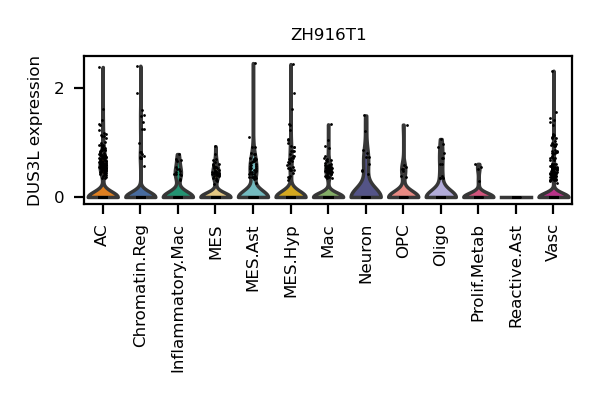 ZH916T1
DUS3L expression
2
0
AC
Chromatin.Reg
Inflammatory.Mac
MES
MES.Ast
MES.Hyp
Mac
Neuron
OPC
Oligo
Prolif.Metab
Reactive.Ast
Vasc